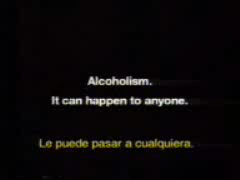 Alcoholism.
It can happen to anyone.
Le puede pasar a cualquiera.